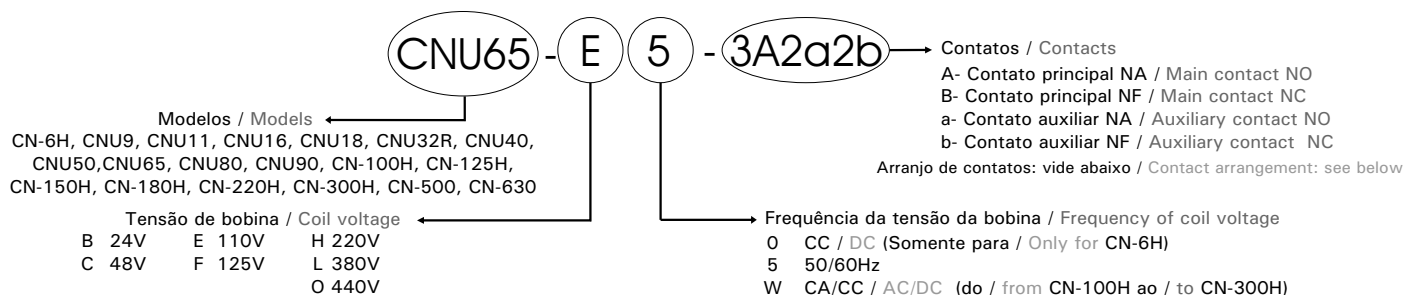 CNU65 - E 5 - 3A2a2b
Contatos / Contacts
A- Contato principal NA / Main contact NO
B- Contato principal NF / Main contact NC
a- Contato auxiliar NA / Auxiliary contact NO
b- Contato auxiliar NF / Auxiliary contact NC
Arranjo de contatos: vide abaixo / Contact arrangement: see below
Modelos / Models
CN-6H, CNU9, CNU11, CNU16, CNU18, CNU32R, CNU40,
CNU50,CNU65, CNU80, CNU90, CN-100H, CN-125H,
CN-150H, CN-180H, CN-220H, CN-300H, CN-500, CN-630
Tensão de bobina / Coil voltage
B 24V E 110V H 220V
C 48V F 125V L 380V
O 440V
Frequência da tensão da bobina / Frequency of coil voltage
0 CC / DC (Somente para / Only for CN-6H)
5 50/60Hz
W CA/CC / AC/DC (do / from CN-100H ao / to CN-300H)